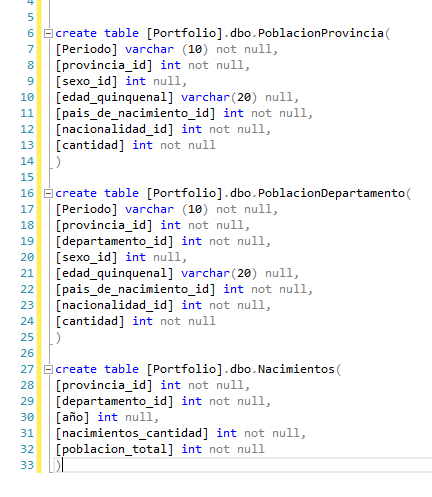 4
5
6 create table [Portfolio].dbo.PoblacionProvincia(
7 [Periodo] varchar (10) not null,
8 [provincia_id] int not null,
9 [sexo_id] int null,
10 [edad_quinquenal] varchar(20) null,
11 [pais_de_nacimiento_id] int null,
12 [nacionalidad_id] int null,
13 [cantidad] int not null
14 )
15
16 create table [Portfolio].dbo.PoblacionDepartamento(
17 [Periodo] varchar (10) not null,
18 [provincia_id] int not null,
19 [departamento_id] int not null,
20 [sexo_id] int null,
21 [edad_quinquenal] varchar(20) null,
22 [pais_de_nacimiento_id] int null,
23 [nacionalidad_id] int null,
24 [cantidad] int not null
25 )
26
27 create table [Portfolio].dbo.Nacimientos(
28 [provincia_id] int not null,
29 [departamento_id] int not null,
30 [año] int null,
31 [nacimientos_cantidad] int not null,
32 [poblacion_total] int not null
33 )